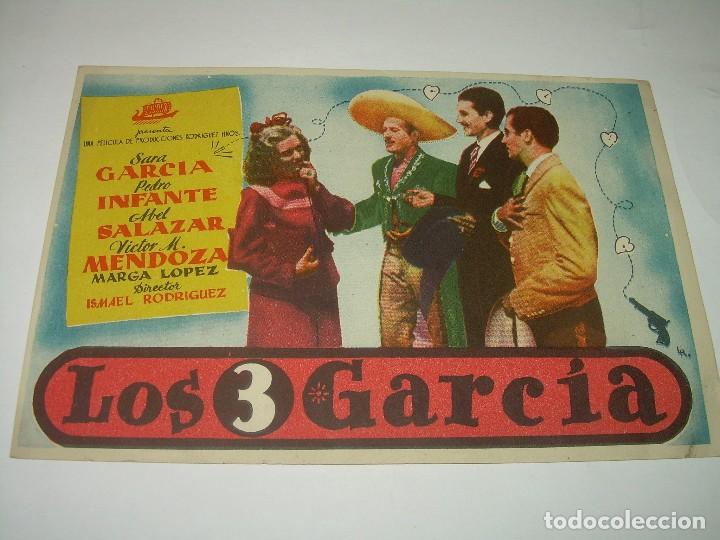 presenta
UNA PELICULA DE PRODUCCIONES RODRIGUEZ HNOS.
Sara
GARCIA
Pedro
INFANTE
Abel
SALAZAR
Victor M.
MENDOZA
MARGA LOPEZ
Director
ISMAEL RODRIGUEZ
Los 3 García
todocoleccion.net